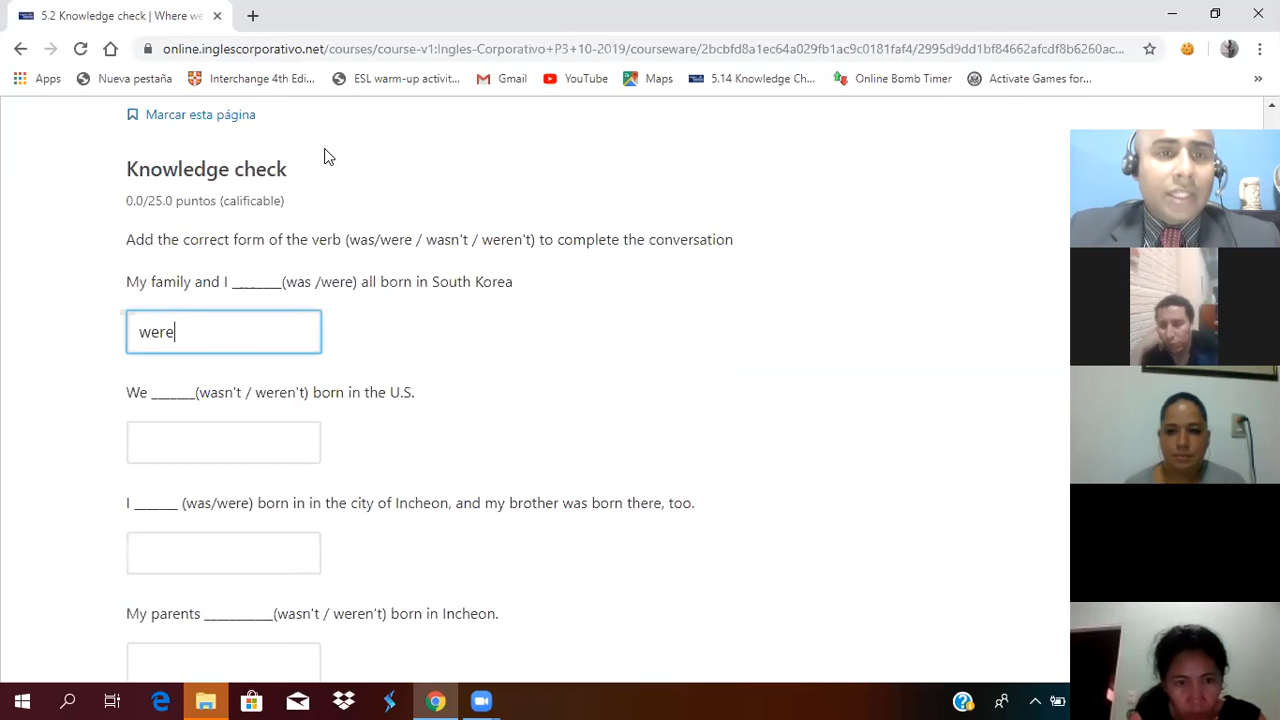 5.2 Knowledge check | Where we
online.inglescorporativo.net/courses/course-v1:Ingles-Corporativo+P3+10-2019/courseware/2bcbfd8a1ec64a029fb1ac9c0181faf4/2995d9dd1bf84662afcdf8b6260ac...
Apps Nueva pestaña Interchange 4th Edi... ESL warm-up activit... Gmail YouTube Maps 5.14 Knowledge Ch... Online Bomb Timer Activate Games for... »
Marcar esta página
Knowledge check
0.0/25.0 puntos (calificable)
Add the correct form of the verb (was/were / wasn't / weren't) to complete the conversation
My family and I ________(was /were) all born in South Korea
were
We _______(wasn't / weren't) born in the U.S.
I _______ (was/were) born in in the city of Incheon, and my brother was born there, too.
My parents ___________(wasn't / weren't) born in Incheon.